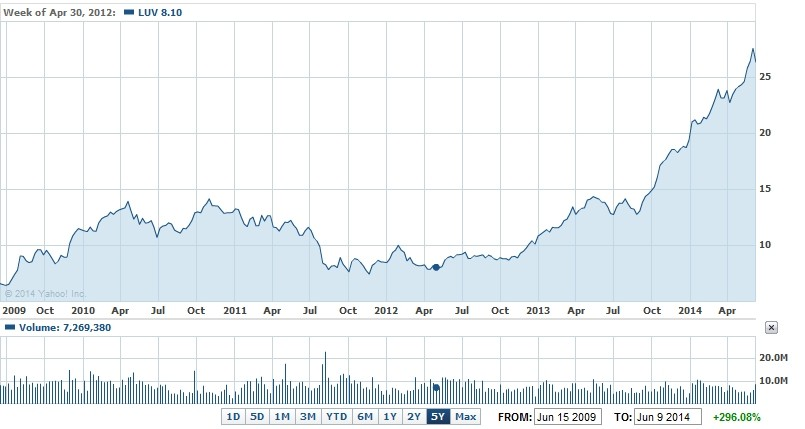 Week of Apr 30, 2012: LUV 8.10
25
20
15
10
© 2014 Yahoo! Inc.
2009 Oct 2010 Apr Jul Oct 2011 Apr Jul Oct 2012 Apr Jul Oct 2013 Apr Jul Oct 2014 Apr
Volume: 7,269,380 x
20.0M
10.0M
1D 5D 1M 3M YTD 6M 1Y 2Y 5Y Max FROM: Jun 15 2009 TO: Jun 9 2014 +296.08%